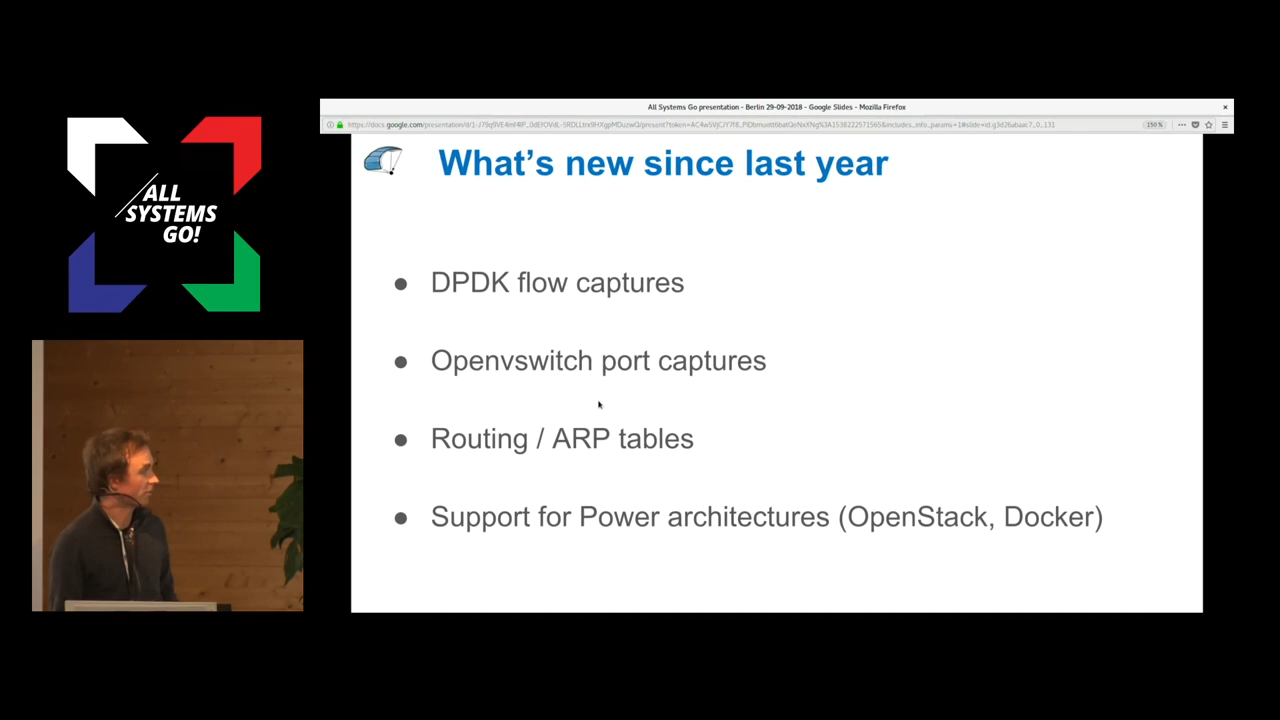 All Systems Go presentation - Berlin 29-09-2018 - Google Slides - Mozilla Firefox
150%
ALL
SYSTEMS
GO!
What's new since last year
● DPDK flow captures
● Openvswitch port captures
● Routing / ARP tables
● Support for Power architectures (OpenStack, Docker)